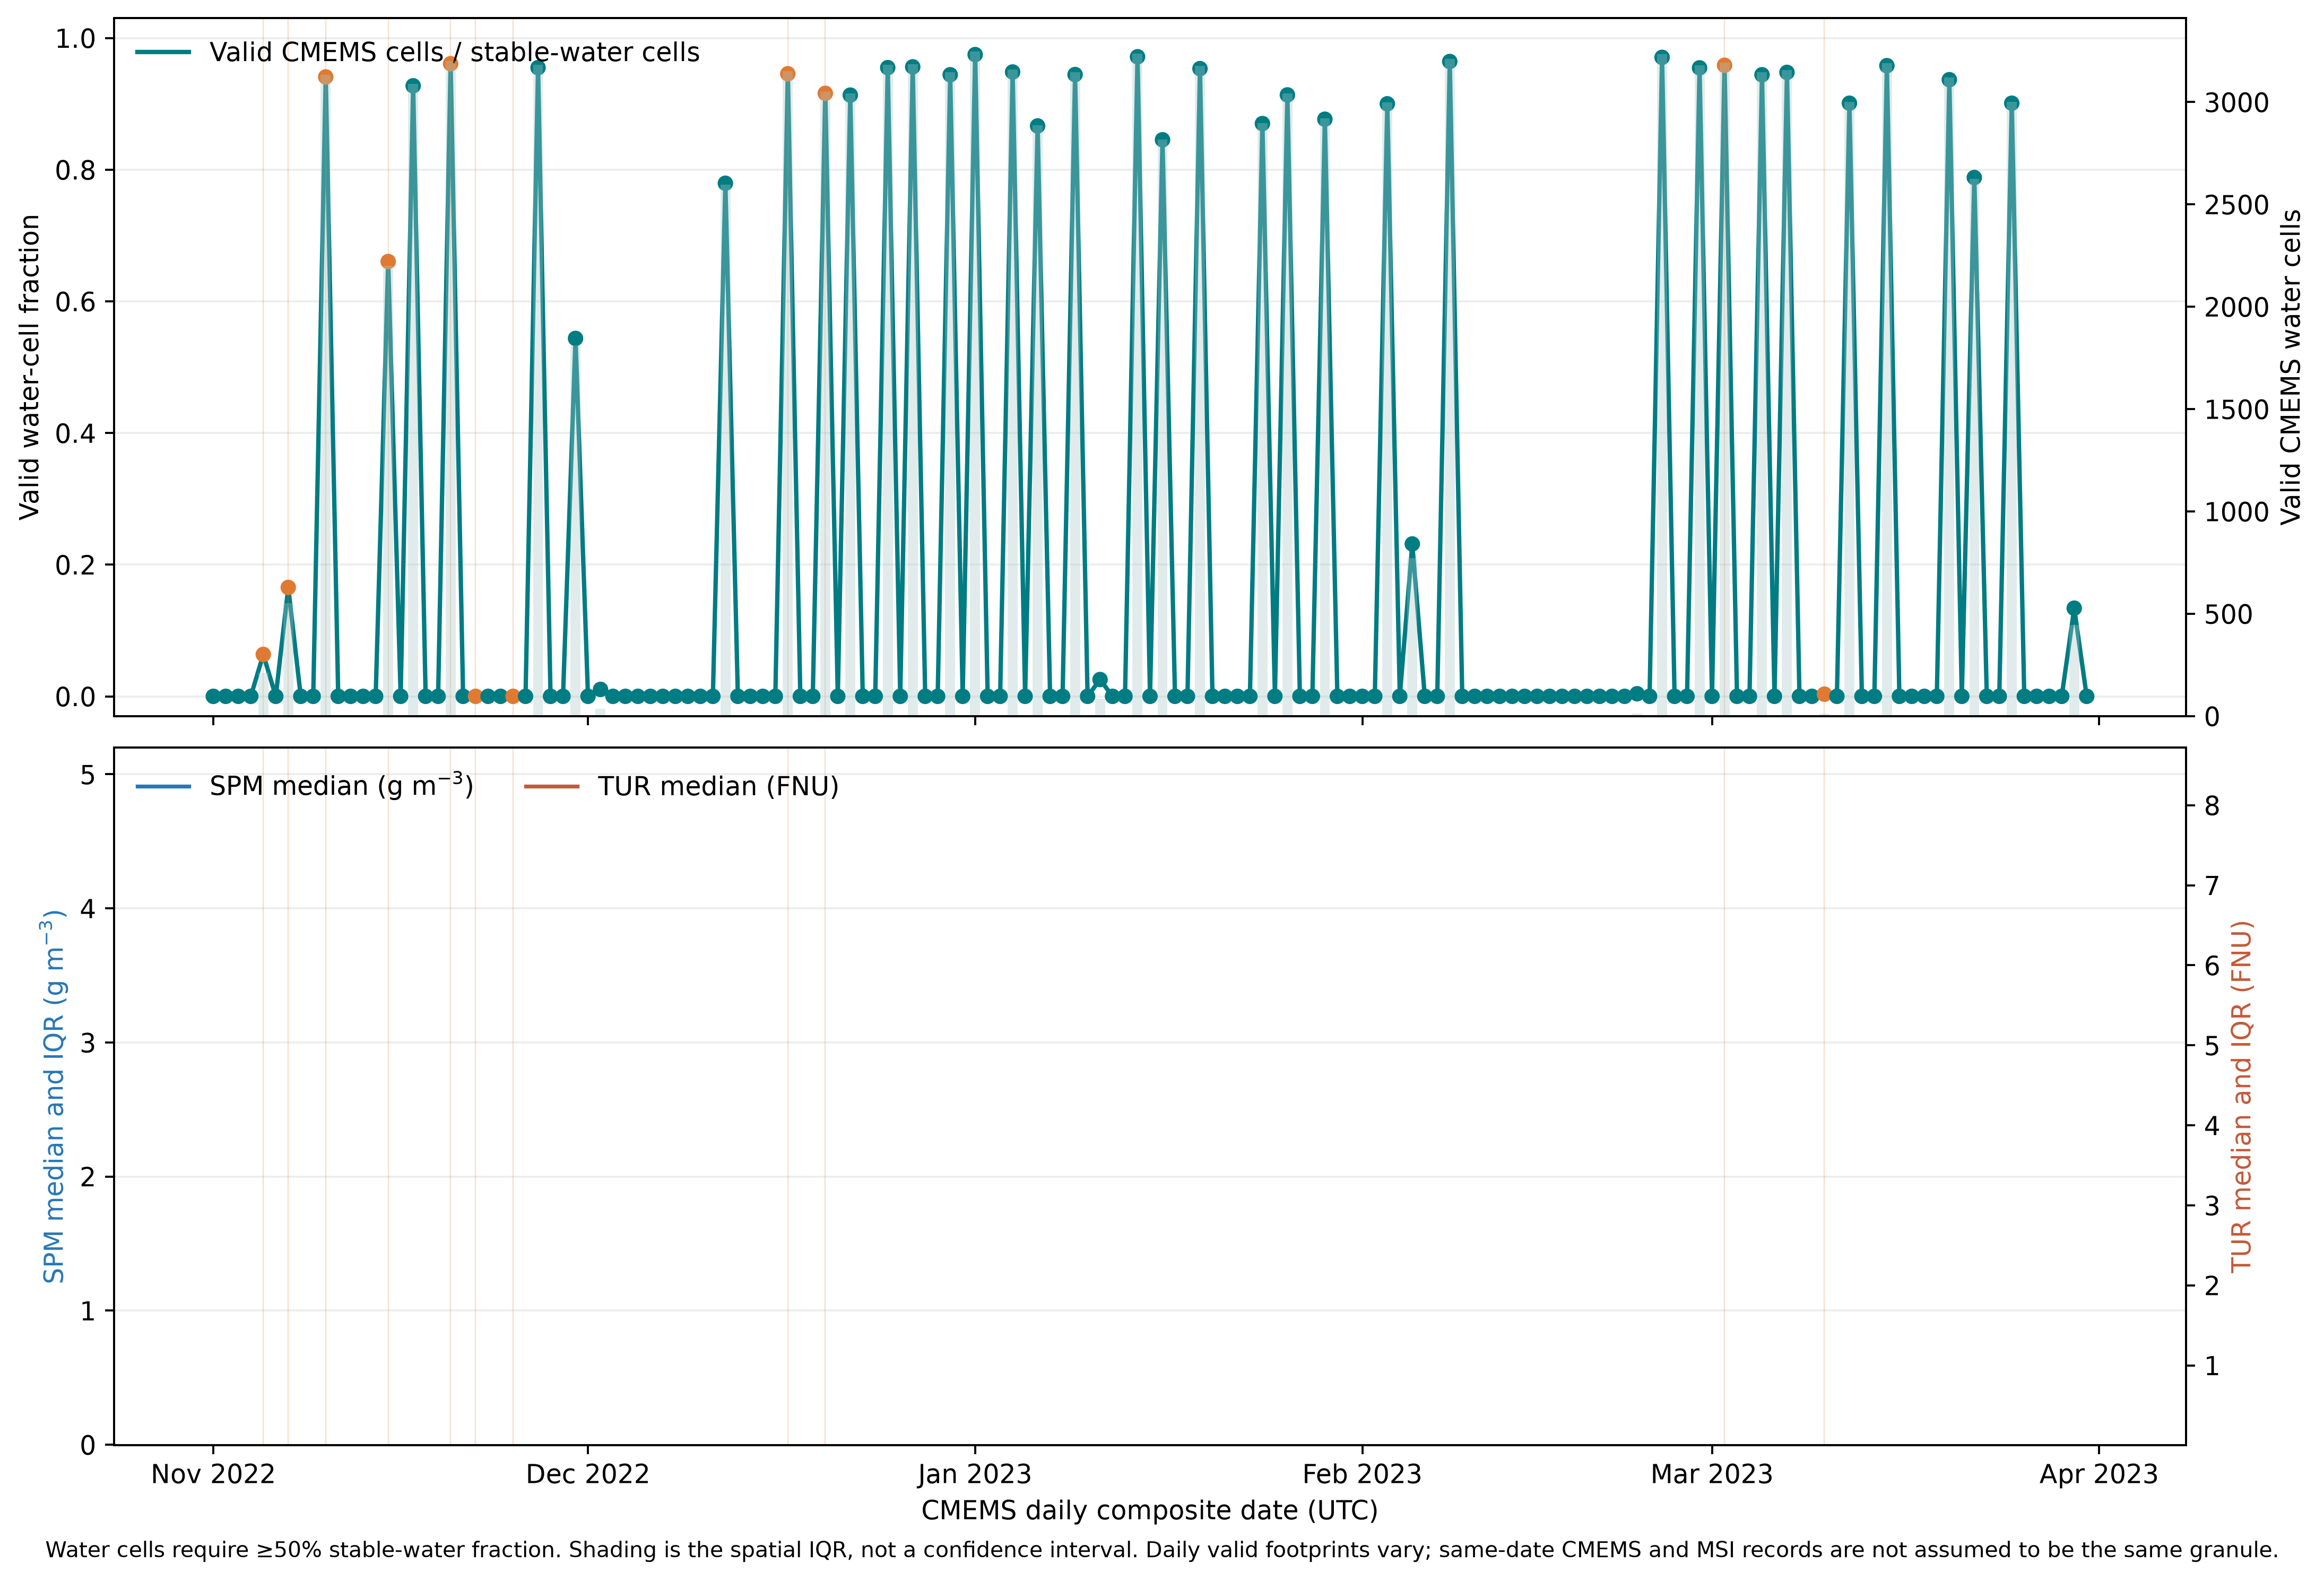 Valid CMEMS cells / stable-water cells
1.0
0.8
0.6
0.4
0.2
0.0
Valid water-cell fraction
3000
2500
2000
1500
1000
500
0
Valid CMEMS water cells
SPM median (g m⁻³)
TUR median (FNU)
5
4
3
2
1
0
SPM median and IQR (g m⁻³)
8
7
6
5
4
3
2
1
TUR median and IQR (FNU)
Nov 2022
Dec 2022
Jan 2023
Feb 2023
Mar 2023
Apr 2023
CMEMS daily composite date (UTC)
Water cells require ≥50% stable-water fraction. Shading is the spatial IQR, not a confidence interval. Daily valid footprints vary; same-date CMEMS and MSI records are not assumed to be the same granule.